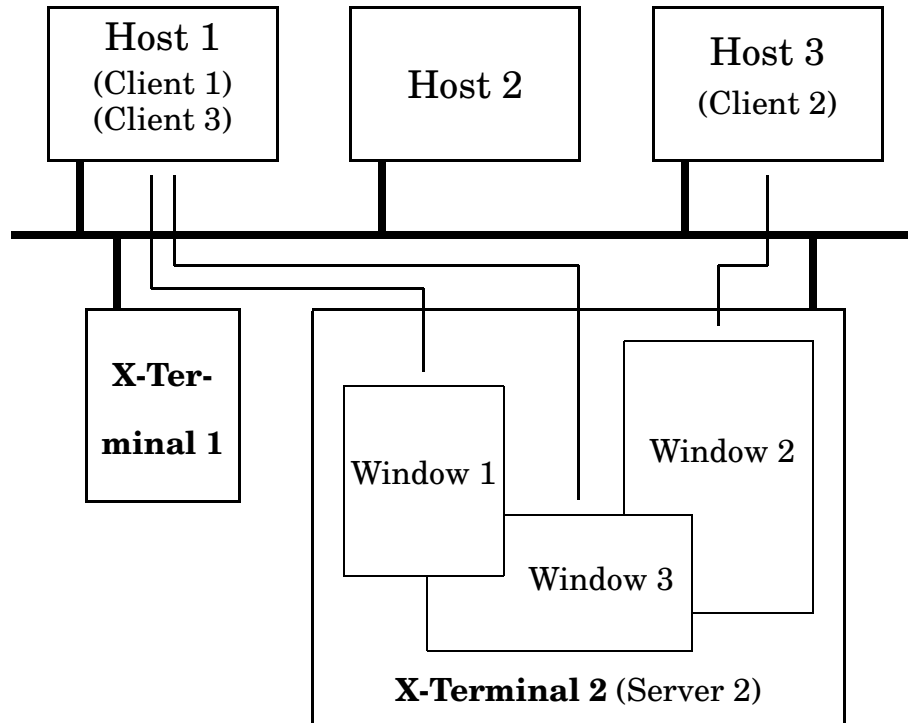 Host 1
(Client 1)
(Client 3)
Host 2
Host 3
(Client 2)
X-Ter-
minal 1
Window 1
Window 2
Window 3
X-Terminal 2 (Server 2)